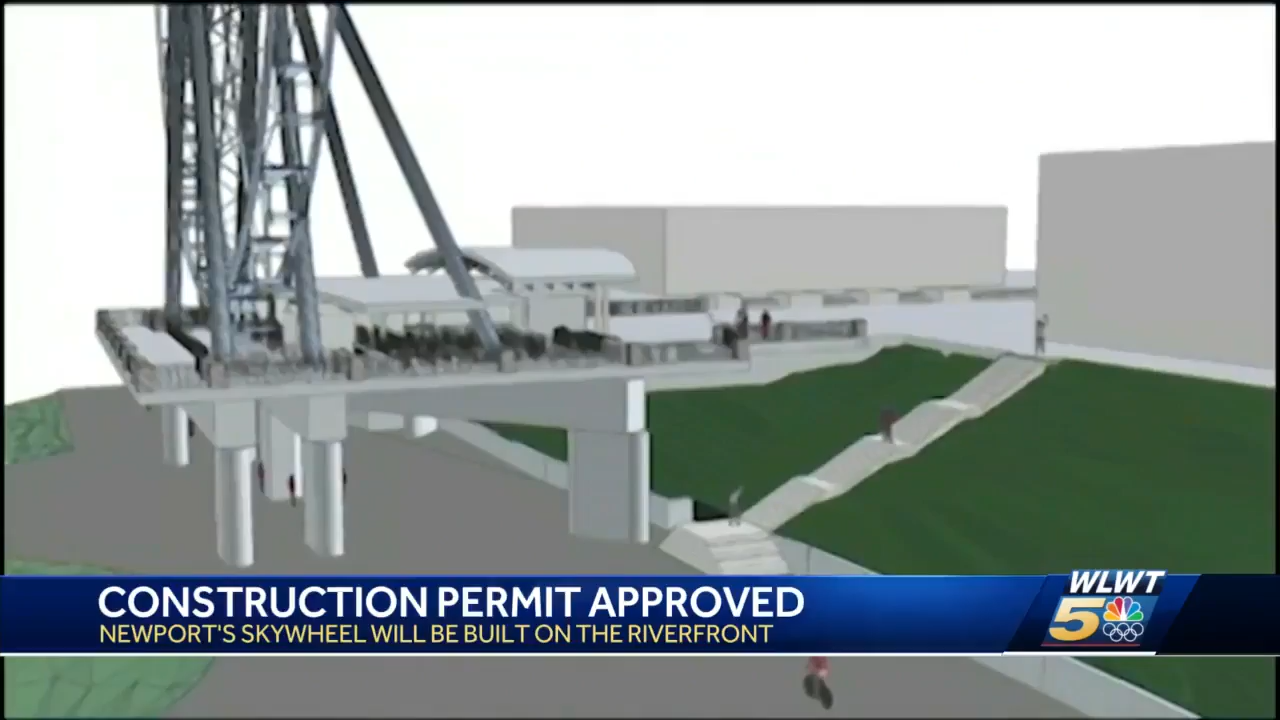 CONSTRUCTION PERMIT APPROVED
NEWPORT'S SKYWHEEL WILL BE BUILT ON THE RIVERFRONT
WLWT
5